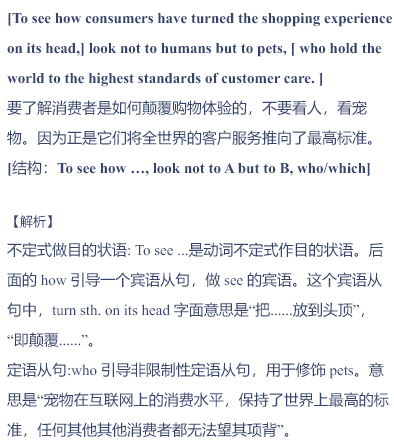 [To see how consumers have turned the shopping experience
on its head,] look not to humans but to pets, [ who hold the
world to the highest standards of customer care. ]
要了解消费者是如何颠覆购物体验的，不要看人，看宠
物。因为正是它们将全世界的客户服务推向了最高标准。
[结构：To see how …, look not to A but to B, who/which]
【解析】
不定式做目的状语: To see ...是动词不定式作目的状语。后
面的 how 引导一个宾语从句，做 see 的宾语。这个宾语从
句中，turn sth. on its head 字面意思是“把......放到头顶”，
“即颠覆......”。
定语从句:who 引导非限制性定语从句，用于修饰 pets。意
思是“宠物在互联网上的消费水平，保持了世界上最高的标
准，任何其他其他消费者都无法望其项背”。